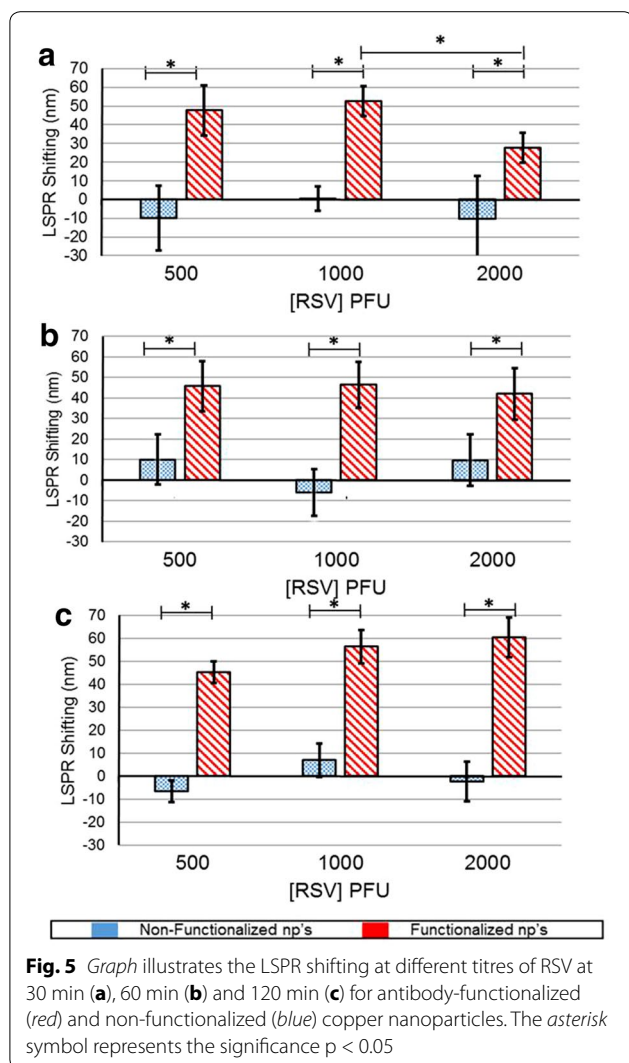 a
* * * *
LSPR Shifting (nm)
70
60
50
40
30
20
10
0
-10
-20
-30
500 1000 2000
[RSV] PFU
b
* * *
LSPR Shifting (nm)
70
60
50
40
30
20
10
0
-10
-20
-30
500 1000 2000
[RSV] PFU
c
* * *
LSPR Shifting (nm)
70
60
50
40
30
20
10
0
-10
-20
-30
500 1000 2000
[RSV] PFU
Non-Functionalized np's Functionalized np's
Fig. 5 Graph illustrates the LSPR shifting at different titres of RSV at
30 min (a), 60 min (b) and 120 min (c) for antibody-functionalized
(red) and non-functionalized (blue) copper nanoparticles. The asterisk
symbol represents the significance p < 0.05